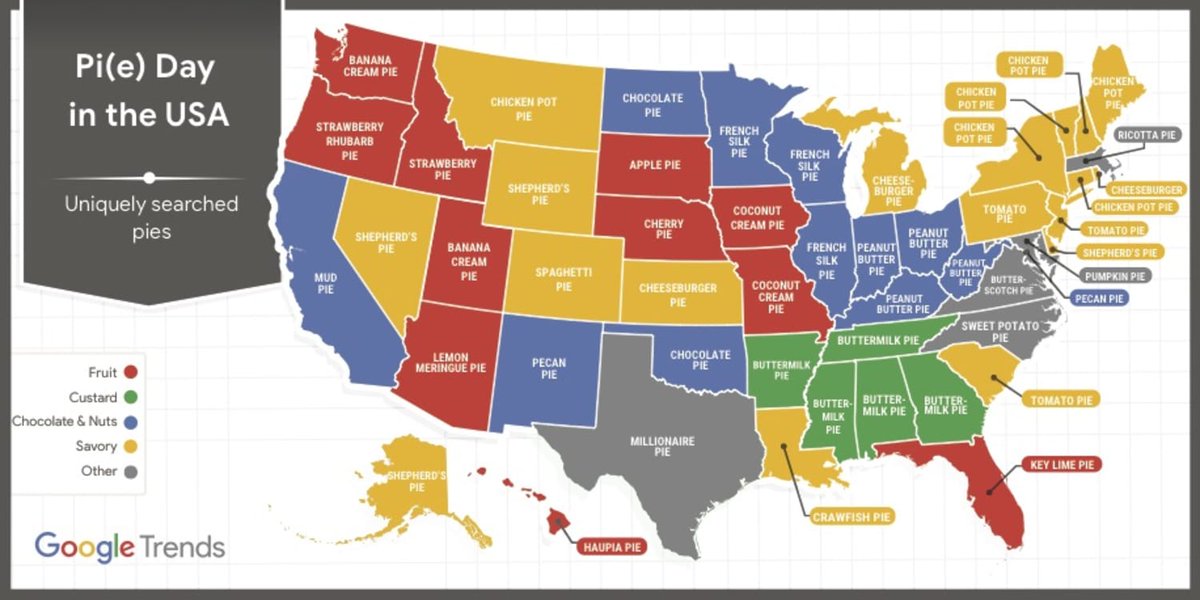 Pi(e) Day
in the USA
Uniquely searched
pies
Fruit
Custard
Chocolate & Nuts
Savory
Other
Google Trends
BANANA
CREAM PIE
STRAWBERRY
RHUBARB
PIE
STRAWBERRY
PIE
CHICKEN POT
PIE
SHEPHERD'S
PIE
MUD
PIE
SHEPHERD'S
PIE
BANANA
CREAM
PIE
SPAGHETTI
PIE
LEMON
MERINGUE PIE
PECAN
PIE
CHOCOLATE
PIE
APPLE PIE
CHERRY
PIE
CHEESEBURGER
PIE
CHOCOLATE
PIE
MILLIONAIRE
PIE
FRENCH
SILK
PIE
COCONUT
CREAM PIE
COCONUT
CREAM
PIE
BUTTERMILK
PIE
CRAWFISH PIE
FRENCH
SILK
PIE
FRENCH
SILK
PIE
CHEESE-
BURGER
PIE
PEANUT
BUTTER
PIE
PEANUT
BUTTER
PIE
PEANUT
BUTTER PIE
PEANUT
BUTTER
PIE
BUTTERMILK PIE
BUTTER-
MILK
PIE
BUTTER-
MILK PIE
BUTTER-
MILK PIE
KEY LIME PIE
TOMATO PIE
SWEET POTATO
PIE
BUTTER-
SCOTCH PIE
TOMATO
PIE
CHICKEN
POT PIE
CHICKEN
POT PIE
CHICKEN
POT PIE
CHICKEN
POT
PIE
RICOTTA PIE
CHEESEBURGER
CHICKEN POT PIE
TOMATO PIE
SHEPHERD'S PIE
PUMPKIN PIE
PECAN PIE
SHEPHERD'S
PIE
HAUPIA PIE